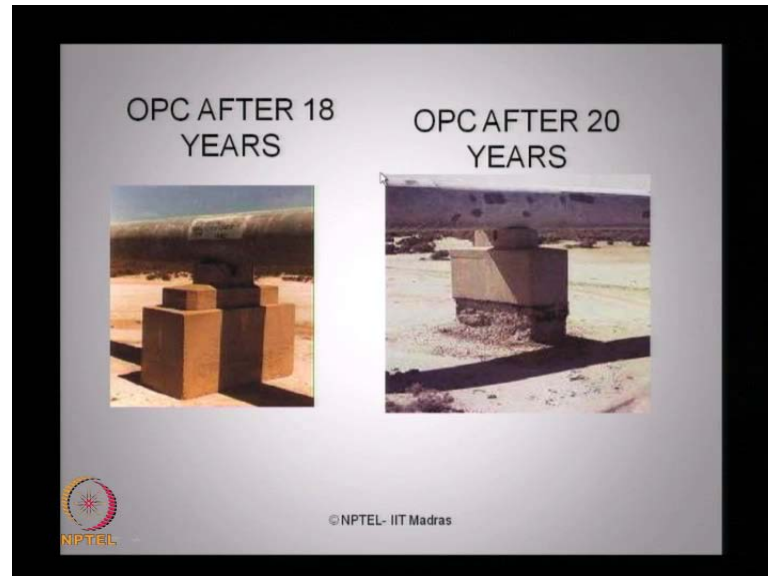 OPC AFTER 18
YEARS
OPC AFTER 20
YEARS
©NPTEL- IIT Madras
NPTEL